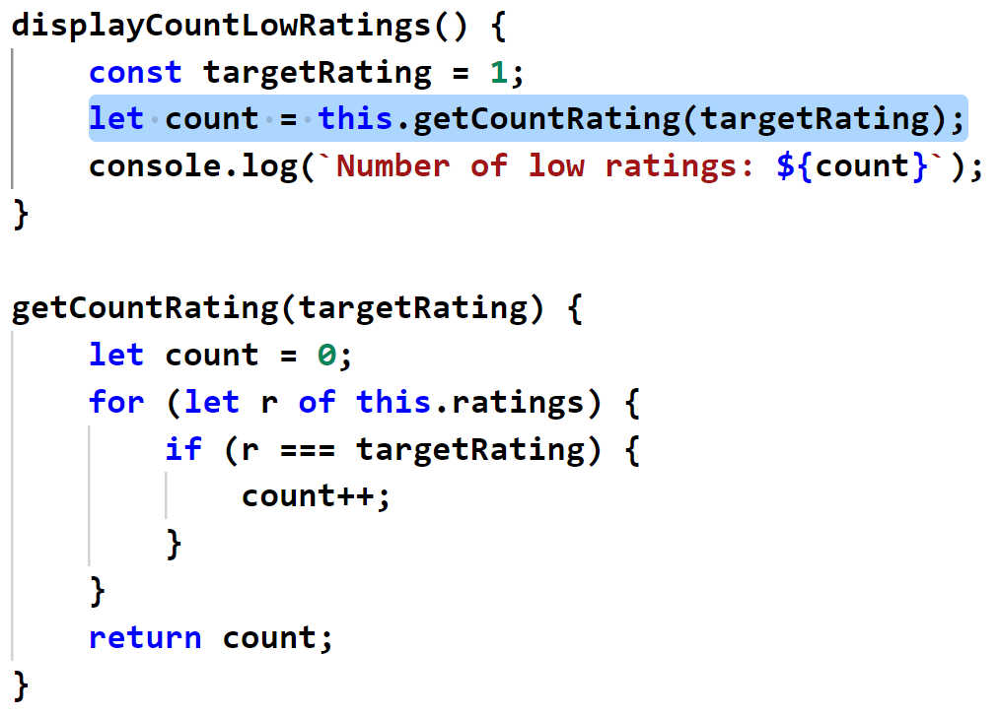 displayCountLowRatings() {
    const targetRating = 1;
    let count = this.getCountRating(targetRating);
    console.log(`Number of low ratings: ${count}`);
}

getCountRating(targetRating) {
    let count = 0;
    for (let r of this.ratings) {
        if (r === targetRating) {
            count++;
        }
    }
    return count;
}